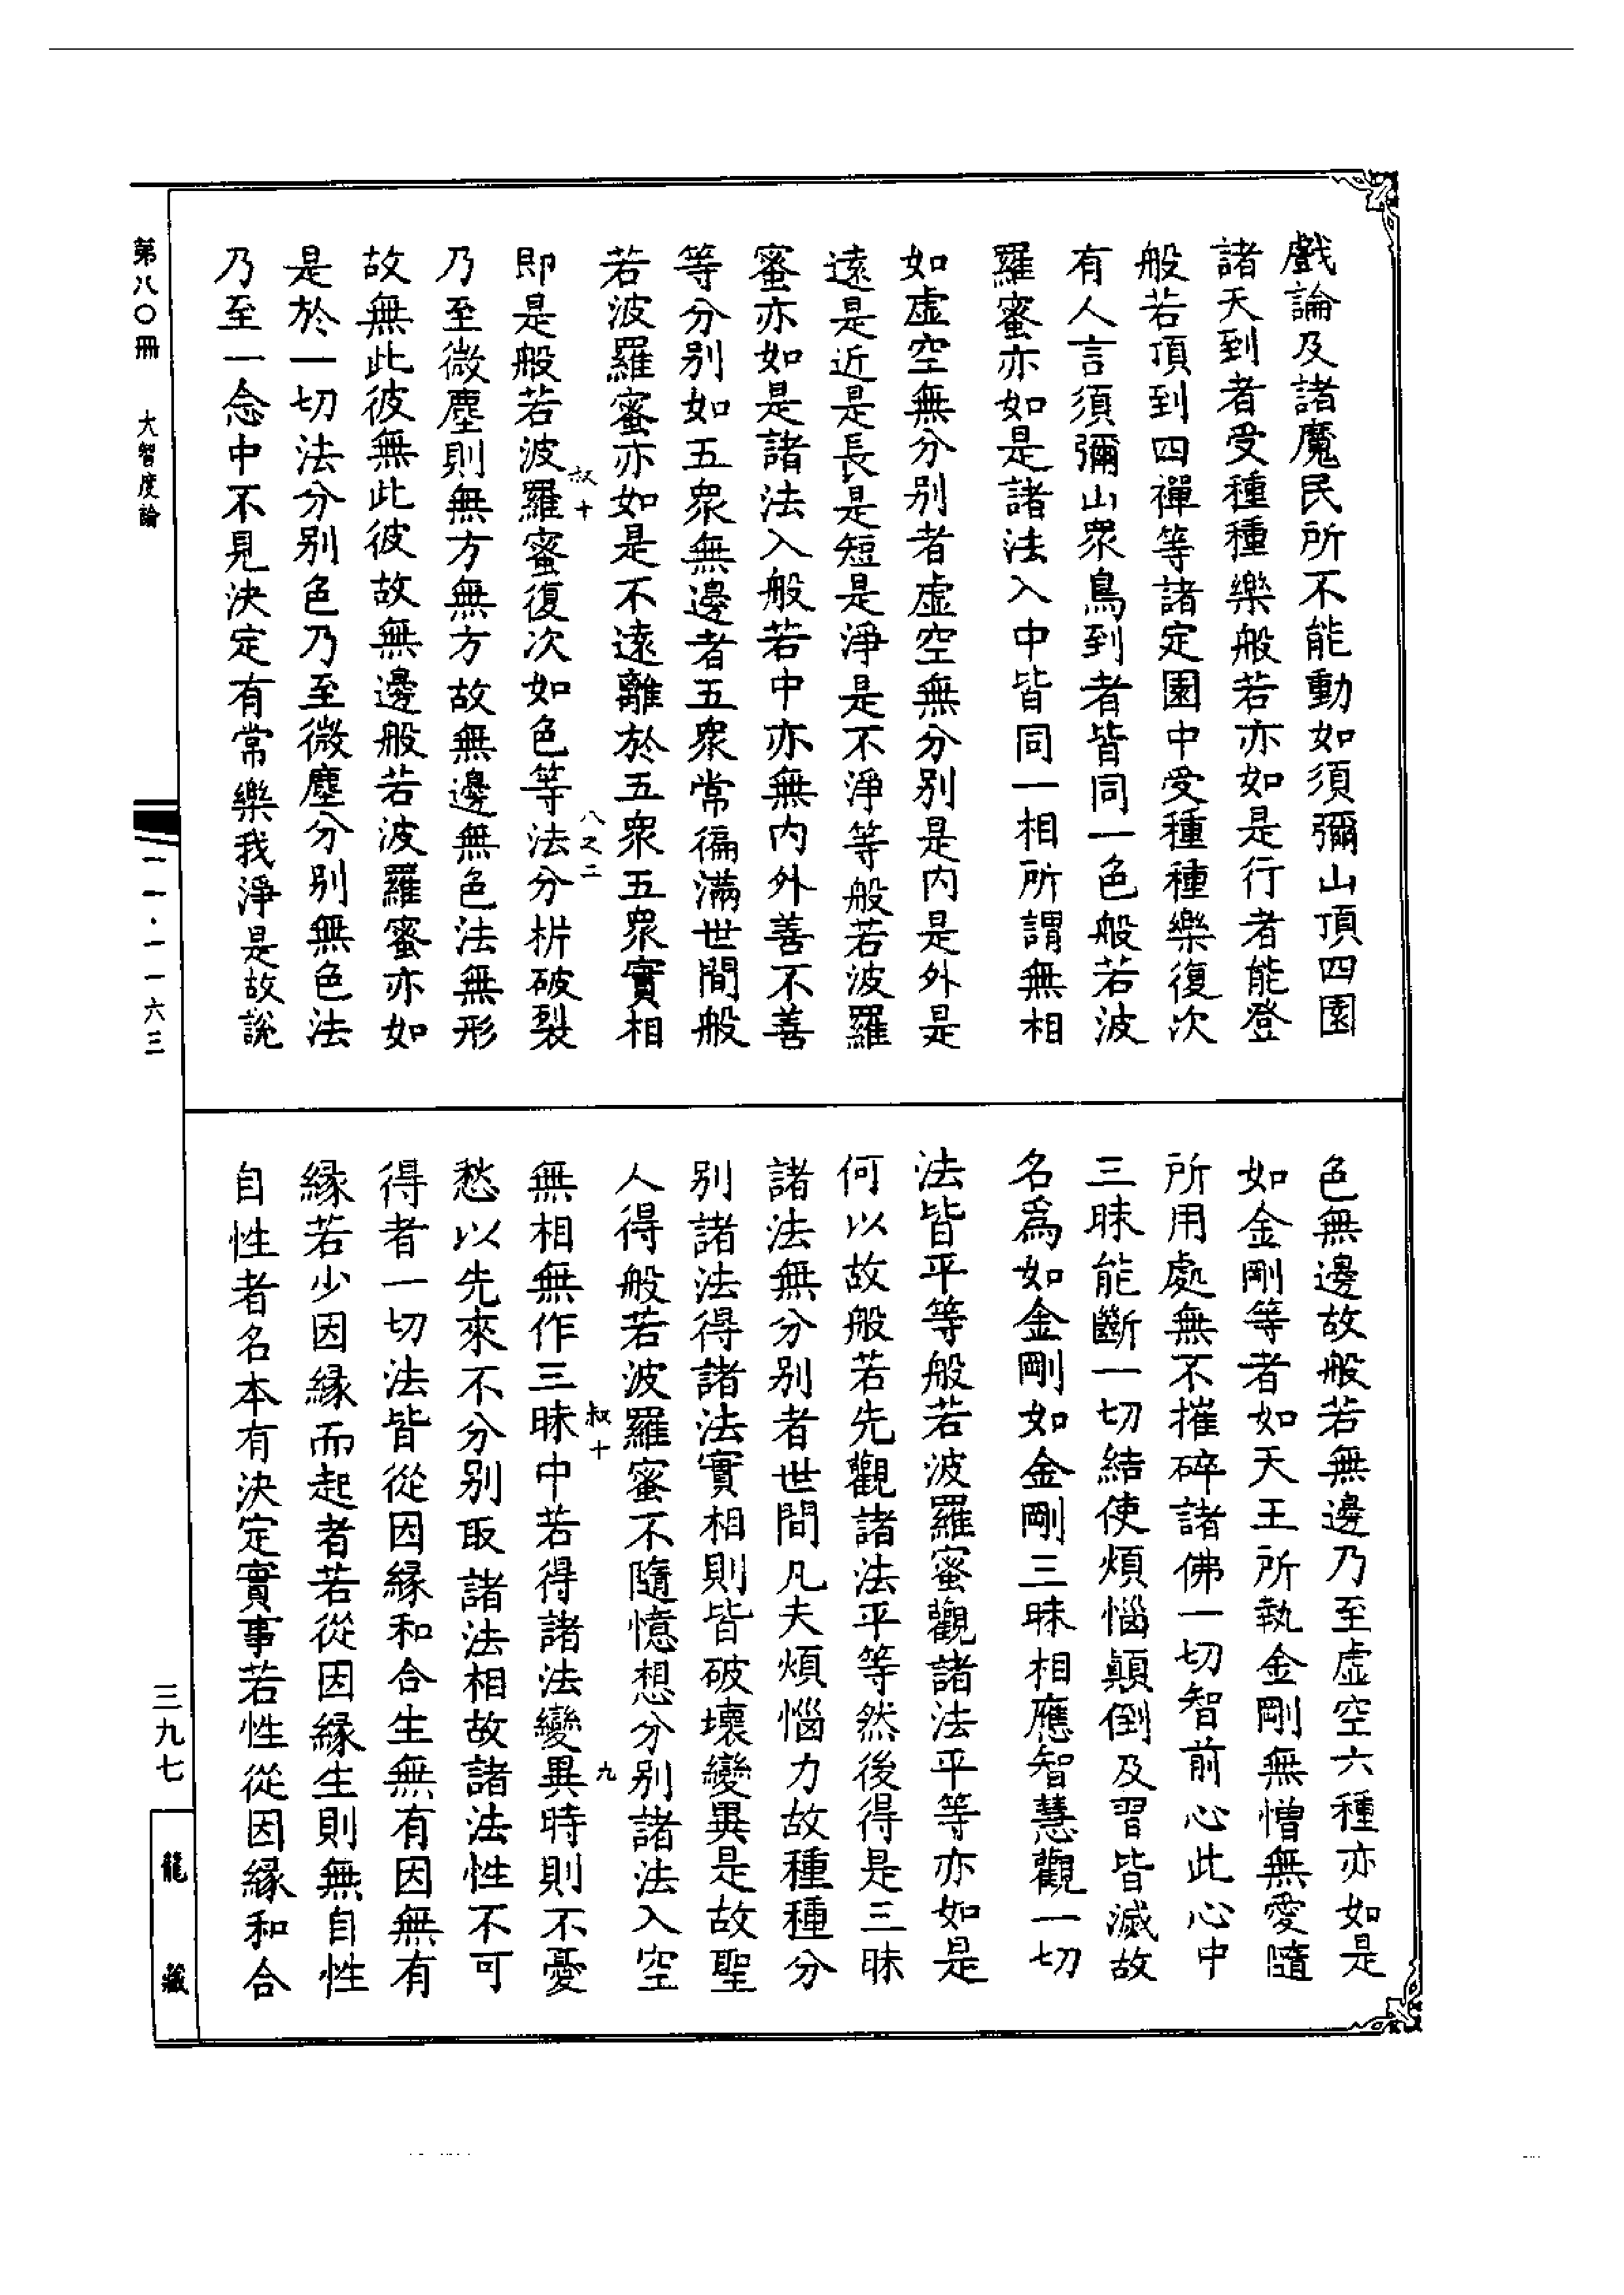 戲論及諸魔民所不能動如須彌山頂四園
諸天到者受種種樂般若亦如是行者能登
般若頂到四禪等諸定園中受種種樂復次
有人言須彌山衆鳥到者皆同一色般若波
羅蜜亦如是諸法入中皆同一相所謂無相
如虛空無分别者虛空無分别是内是外是
遠是近是長是短是淨是不淨等般若波羅
蜜亦如是諸法入般若中亦無内外善不善
等分别如五衆無邊者五衆常徧滿世間般
若波羅蜜亦如是不遠離於五衆五衆實相
叔十
八之二
即是般若波羅蜜復次如色等法分柝破裂
乃至微塵則無方無方故無邊無色法無形
故無此彼無此彼故無邊般若波羅蜜亦如
是於一切法分别色乃至微塵分别無色法
乃至一念中不見決定有常樂我淨是故說
色無邊故般若無邊乃至虛空六種亦如是
如金剛等者如天王所執金剛無憎無愛隨
所用處無不摧碎諸佛一切智前心此心中
三昧能斷一切結使煩惱顛倒及習皆滅故
名爲如金剛如金剛三昧相應智慧觀一切
法皆平等般若波羅蜜觀諸法平等亦如是
何以故般若先觀諸法平等然後得是三昧
諸法無分别者世間凡夫煩惱力故種種分
别諸法得諸法實相則皆破壞變異是故聖
人得般若波羅蜜不隨憶想分别諸法入空
叔十
九
無相無作三昧中若得諸法變異時則不憂
愁以先來不分别取諸法相故諸法性不可
得者一切法皆從因縁和合生無有因無有
縁若少因縁而起者若從因縁生則無自性
自性者名本有決定實事若性從因縁和合
第八〇冊
大智度論
一一·一一六三
三九七
龍藏